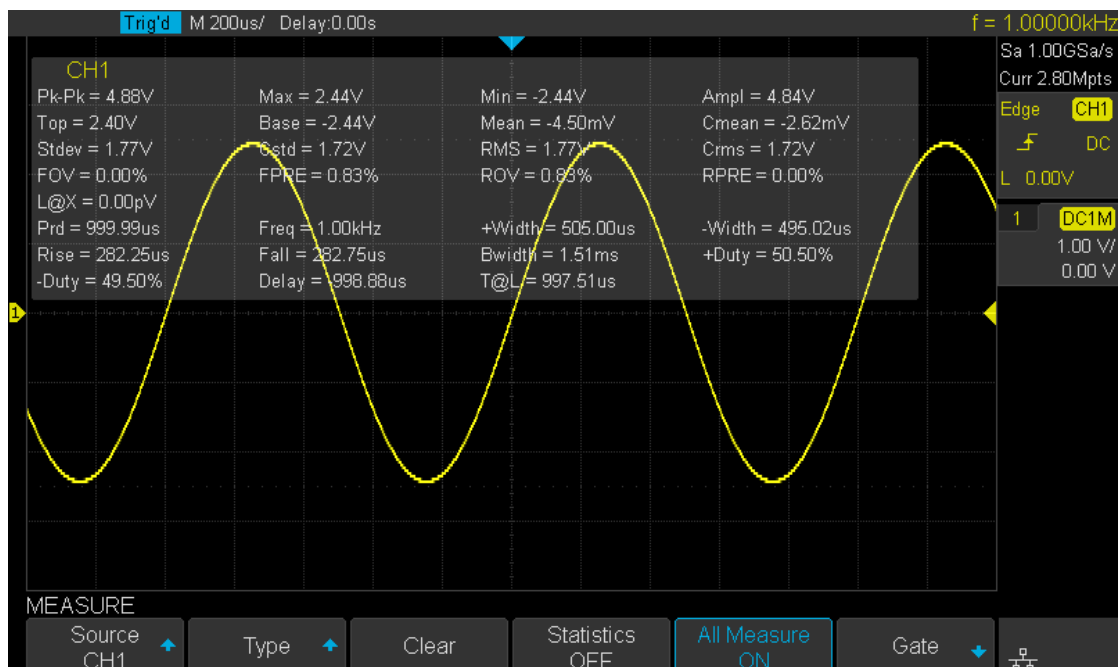 Trig'd M 200us/ Delay:0.00s f = 1.00000kHz
Sa 1.00GSa/s
Curr 2.80Mpts
CH1
Pk-Pk = 4.88V Max = 2.44V Min = -2.44V Ampl = 4.84V
Top = 2.40V Base = -2.44V Mean = -4.50mV Cmean = -2.62mV
Stdev = 1.77V Cstd = 1.72V RMS = 1.77V Crms = 1.72V
FOV = 0.00% FPRE = 0.83% ROV = 0.83% RPRE = 0.00%
L@X = 0.00pV
Prd = 999.99us Freq = 1.00kHz +Width = 505.00us -Width = 495.02us
Rise = 282.25us Fall = 282.75us Bwidth = 1.51ms +Duty = 50.50%
-Duty = 49.50% Delay = -998.88us T@L = 997.51us
Edge CH1
DC
L 0.00V
1 DC1M
1.00 V/
0.00 V
1
MEASURE
Source CH1
Type
Clear
Statistics OFF
All Measure ON
Gate